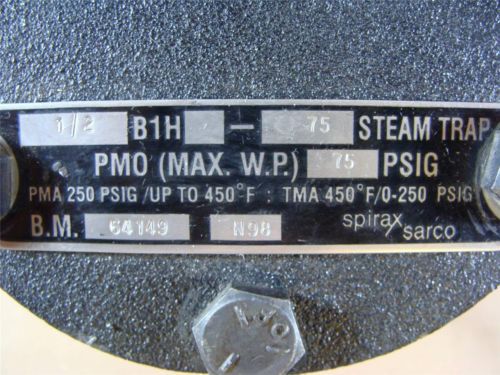 1/2 B1H - 75 STEAM TRAP
PMO (MAX. W.P.) 75 PSIG
PMA 250 PSIG/UP TO 450°F : TMA 450°F/0-250 PSIG
B.M. 64149 N98 spirax
sarco